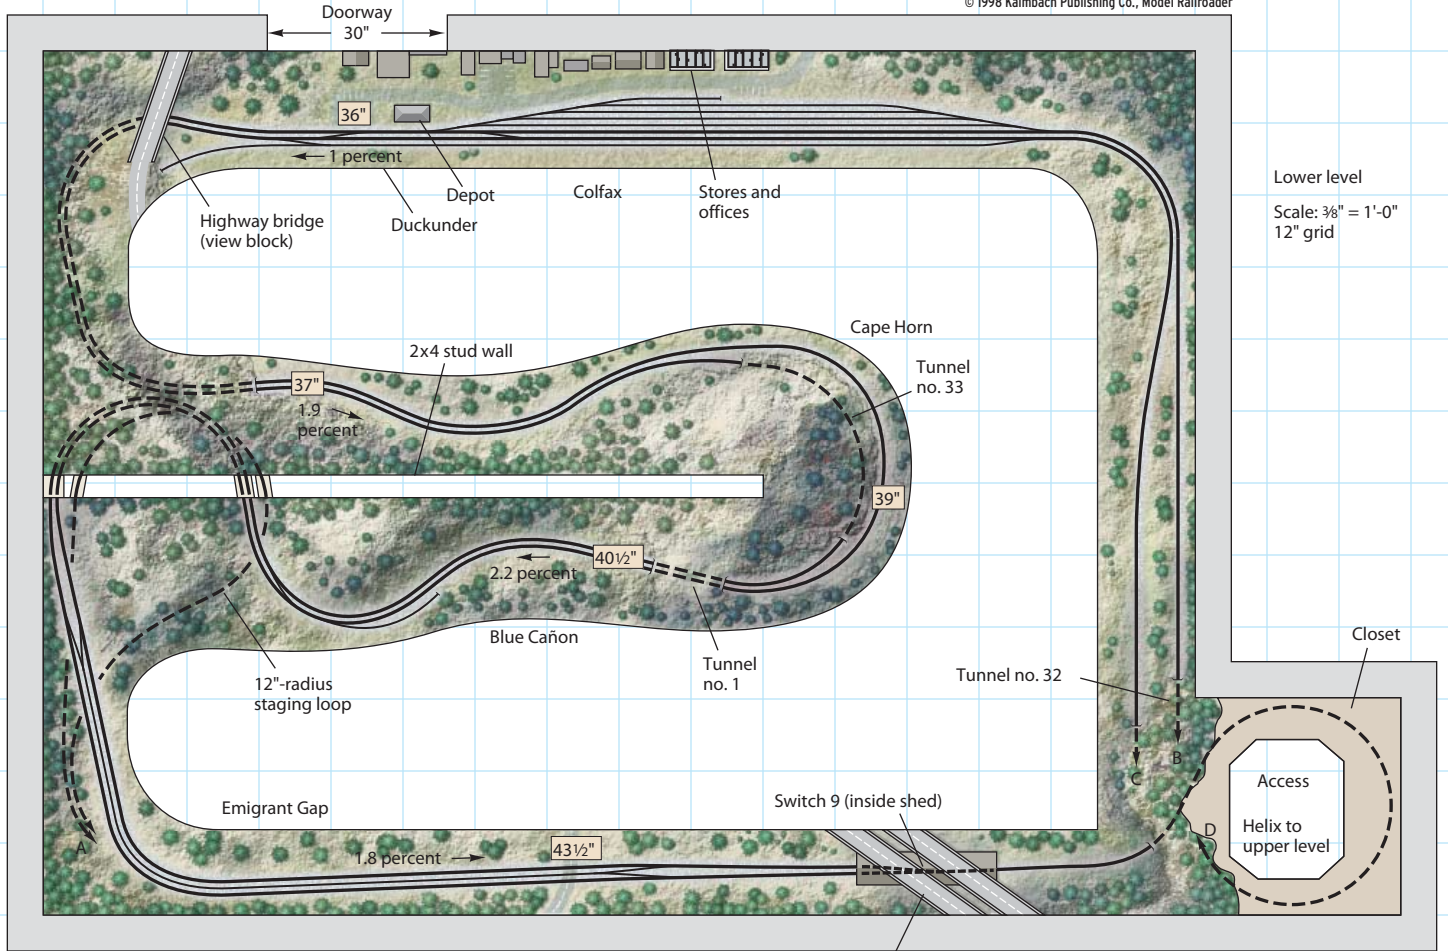 © 1998 Kalmbach Publishing Co., Model Railroader
Doorway
30"
36"
1 percent
Depot
Duckunder
Colfax
Stores and
offices
Highway bridge
(view block)
Lower level
Scale: ⅜" = 1'-0"
12" grid
Cape Horn
2x4 stud wall
Tunnel
no. 33
37"
1.9
percent
39"
40½"
2.2 percent
Blue Cañon
Tunnel
no. 1
12"-radius
staging loop
Closet
Tunnel no. 32
B
C
Access
Helix to
upper level
D
Emigrant Gap
Switch 9 (inside shed)
43½"
1.8 percent
A